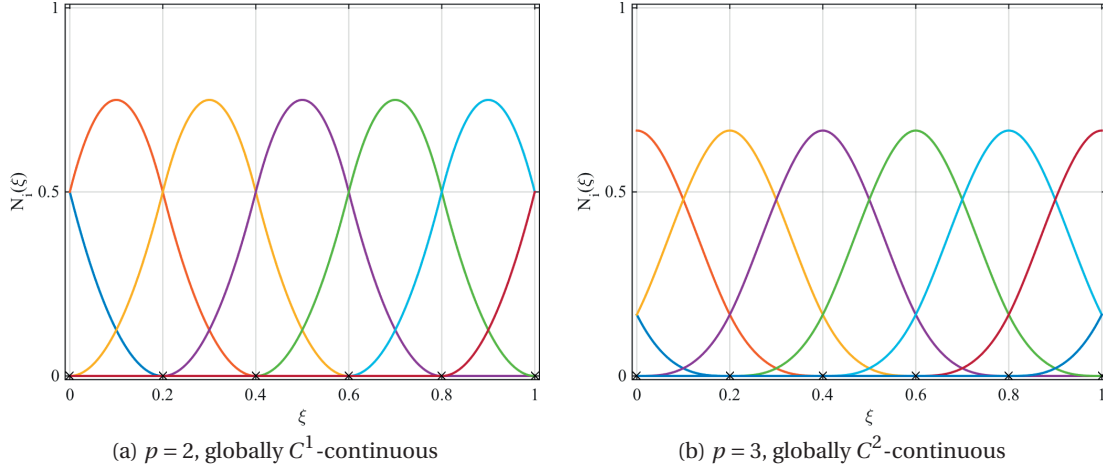 1
0.5
0
N_i(ξ)
0 0.2 0.4 0.6 0.8 1
ξ
(a) p = 2, globally C^1-continuous
1
0.5
0
N_i(ξ)
0 0.2 0.4 0.6 0.8 1
ξ
(b) p = 3, globally C^2-continuous